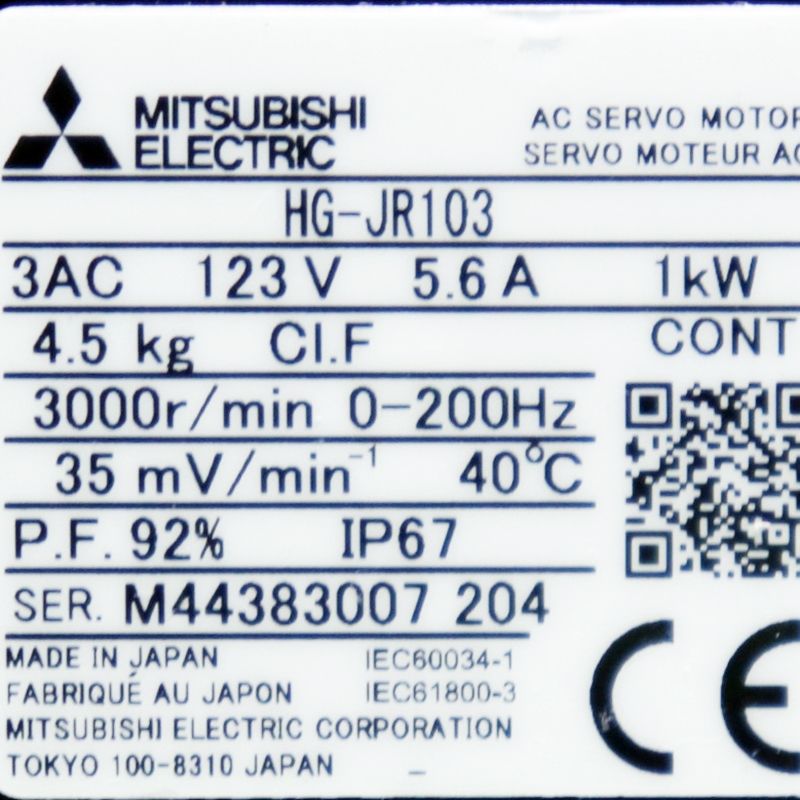 MITSUBISHI
ELECTRIC
AC SERVO MOTOR
SERVO MOTEUR AC
HG-JR103
3AC 123 V 5.6 A 1kW
4.5 kg CI.F CONT
3000r/min 0-200Hz
35 mV/min⁻¹ 40°C
P.F. 92% IP67
SER. M44383007 204
MADE IN JAPAN IEC60034-1
FABRIQUÉ AU JAPON IEC61800-3
MITSUBISHI ELECTRIC CORPORATION
TOKYO 100-8310 JAPAN
CE